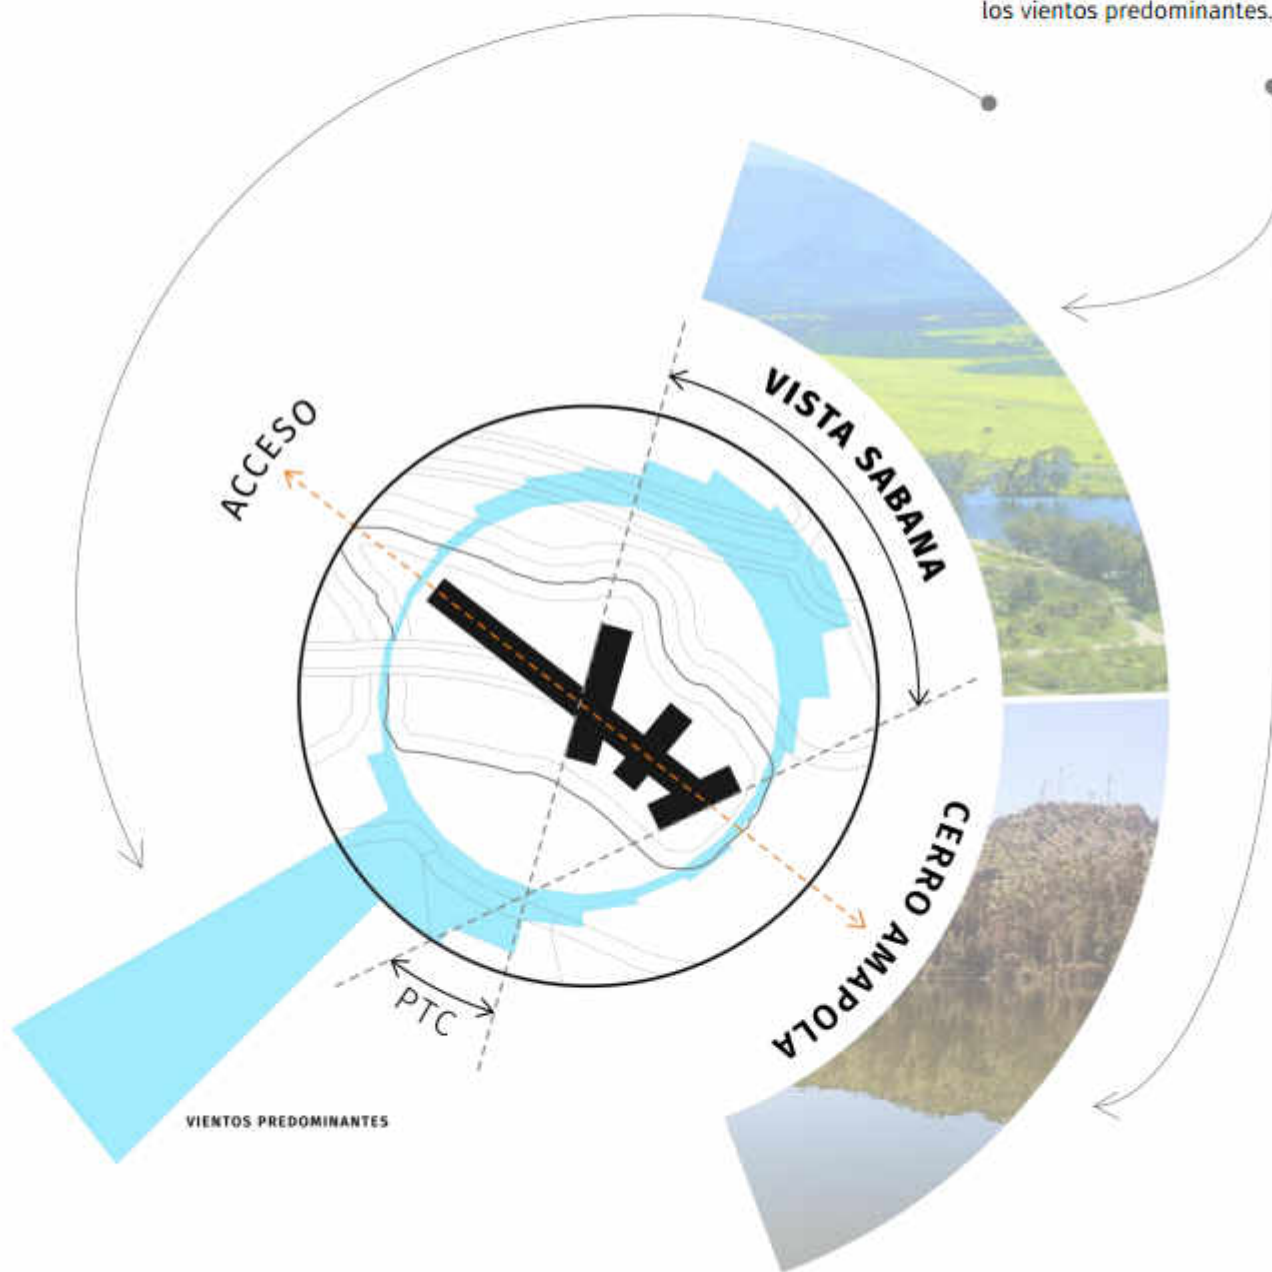 los vientos predominantes.
VISTA SABANA
ACCESO
CERRO AMAPOLA
PTC
VIENTOS PREDOMINANTES